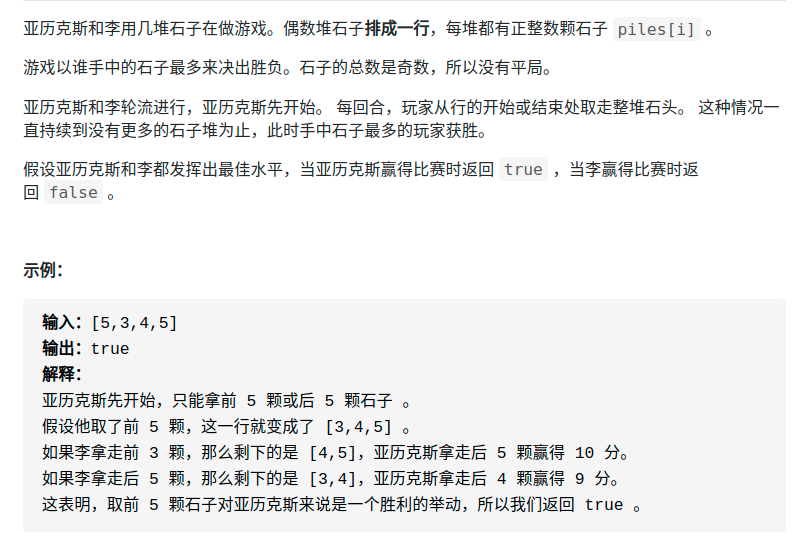 亚历克斯和李用几堆石子在做游戏。偶数堆石子排成一行，每堆都有正整数颗石子 piles[i] 。
游戏以谁手中的石子最多来决出胜负。石子的总数是奇数，所以没有平局。
亚历克斯和李轮流进行，亚历克斯先开始。 每回合，玩家从行的开始或结束处取走整堆石头。 这种情况一
直持续到没有更多的石子堆为止，此时手中石子最多的玩家获胜。
假设亚历克斯和李都发挥出最佳水平，当亚历克斯赢得比赛时返回 true ，当李赢得比赛时返
回 false 。
示例：
输入：[5,3,4,5]
输出：true
解释：
亚历克斯先开始，只能拿前 5 颗或后 5 颗石子 。
假设他取了前 5 颗，这一行就变成了 [3,4,5] 。
如果李拿走前 3 颗，那么剩下的是 [4,5]，亚历克斯拿走后 5 颗赢得 10 分。
如果李拿走后 5 颗，那么剩下的是 [3,4]，亚历克斯拿走后 4 颗赢得 9 分。
这表明，取前 5 颗石子对亚历克斯来说是一个胜利的举动，所以我们返回 true 。